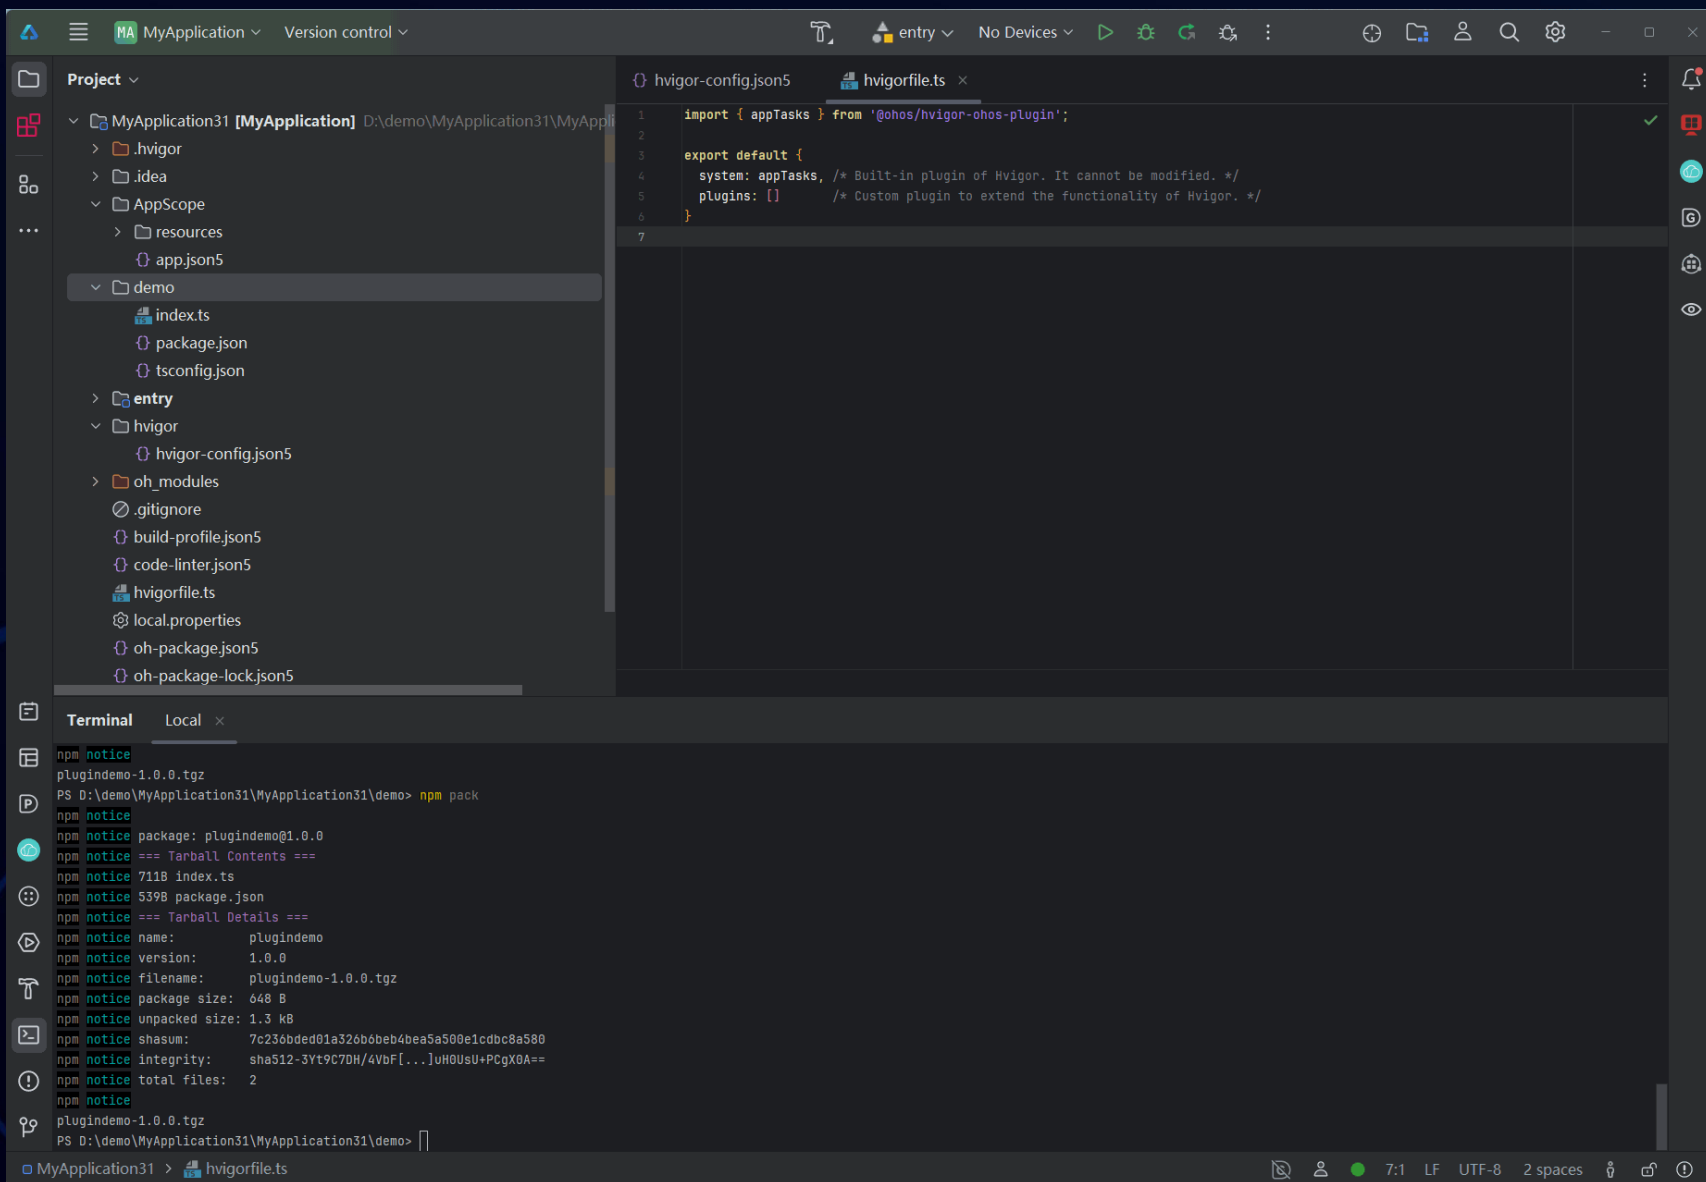 MA MyApplication Version control entry No Devices
Project
MyApplication31 [MyApplication] D:\demo\MyApplication31\MyAppli
.hvigor
.idea
AppScope
resources
app.json5
demo
index.ts
package.json
tsconfig.json
entry
hvigor
hvigor-config.json5
oh_modules
.gitignore
build-profile.json5
code-linter.json5
hvigorfile.ts
local.properties
oh-package.json5
oh-package-lock.json5
hvigor-config.json5 hvigorfile.ts
1 import { appTasks } from '@ohos/hvigor-ohos-plugin';
2
3 export default {
4 system: appTasks, /* Built-in plugin of Hvigor. It cannot be modified. */
5 plugins: [] /* Custom plugin to extend the functionality of Hvigor. */
6 }
7
Terminal Local
npm notice
plugindemo-1.0.0.tgz
PS D:\demo\MyApplication31\MyApplication31\demo> npm pack
npm notice
npm notice package: plugindemo@1.0.0
npm notice === Tarball Contents ===
npm notice 711B index.ts
npm notice 539B package.json
npm notice === Tarball Details ===
npm notice name: plugindemo
npm notice version: 1.0.0
npm notice filename: plugindemo-1.0.0.tgz
npm notice package size: 648 B
npm notice unpacked size: 1.3 kB
npm notice shasum: 7c236bded01a326b6beb4bea5a500e1cdbc8a580
npm notice integrity: sha512-3Yt9C7DH/4VbF[...]uH0UsU+PCgX0A==
npm notice total files: 2
npm notice
plugindemo-1.0.0.tgz
PS D:\demo\MyApplication31\MyApplication31\demo>
MyApplication31 > hvigorfile.ts 7:1 LF UTF-8 2 spaces